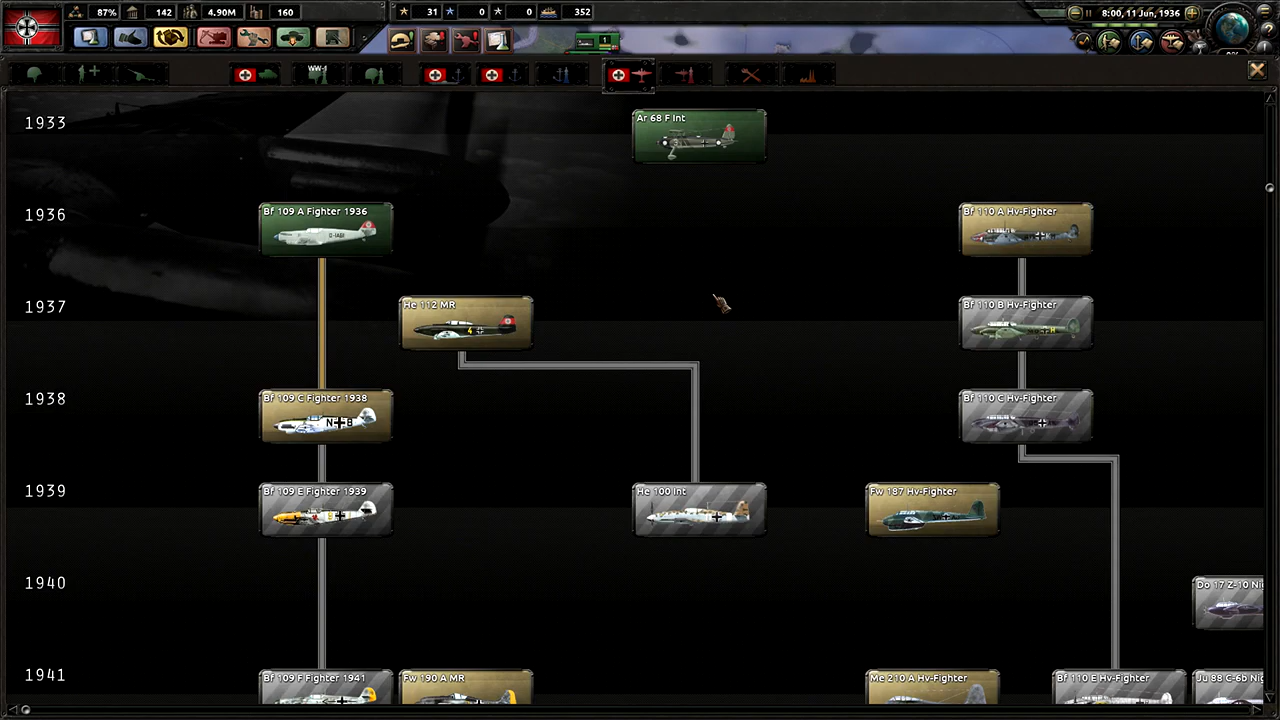 87% 142 4.90M 160 31 0 0 352 8:00, 11 Jun, 1936
1
WW-1
1933
Ar 68 F Int
1936
Bf 109 A Fighter 1936
Bf 110 A Hv-Fighter
D-IABI
1937
He 112 MR
Bf 110 B Hv-Fighter
1938
Bf 109 C Fighter 1938
Bf 110 C Hv-Fighter
1939
Bf 109 E Fighter 1939
He 100 Int
Fw 187 Hv-Fighter
1940
Do 17 Z-10
1941
Bf 109 F Fighter 1941
Fw 190 A MR
Me 210 A Hv-Fighter
Bf 110 E Hv-Fighter
Ju 88 C-6b